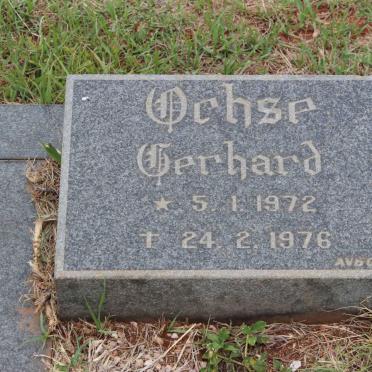 Ochse
Gerhard
★ 5. 1. 1972
✝ 24. 2. 1976